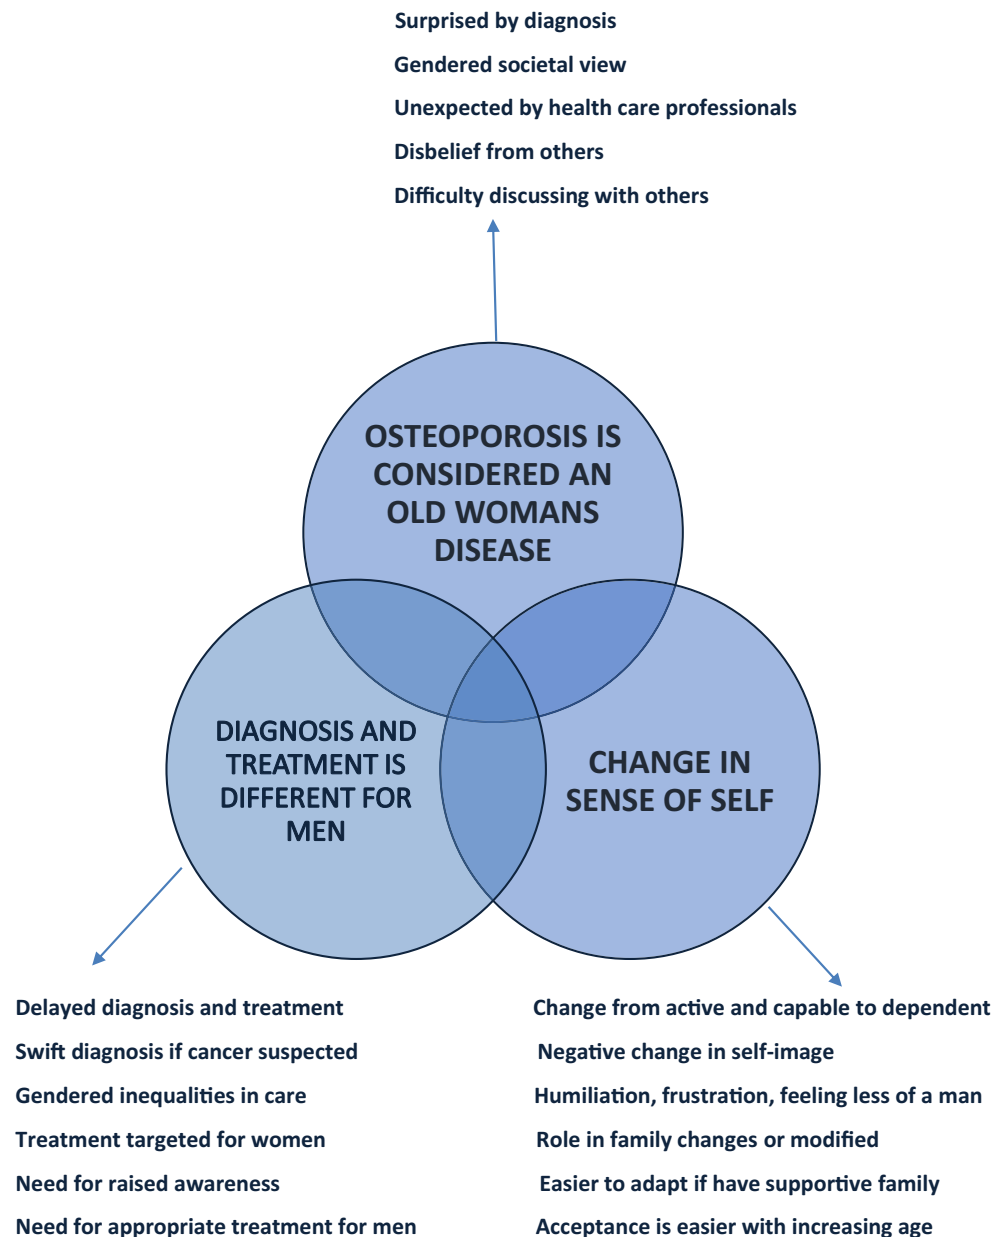 Surprised by diagnosis
Gendered societal view
Unexpected by health care professionals
Disbelief from others
Difficulty discussing with others
OSTEOPOROSIS IS
CONSIDERED AN
OLD WOMANS
DISEASE
DIAGNOSIS AND
TREATMENT IS
DIFFERENT FOR
MEN
CHANGE IN
SENSE OF SELF
Delayed diagnosis and treatment
Swift diagnosis if cancer suspected
Gendered inequalities in care
Treatment targeted for women
Need for raised awareness
Need for appropriate treatment for men
Change from active and capable to dependent
Negative change in self-image
Humiliation, frustration, feeling less of a man
Role in family changes or modified
Easier to adapt if have supportive family
Acceptance is easier with increasing age